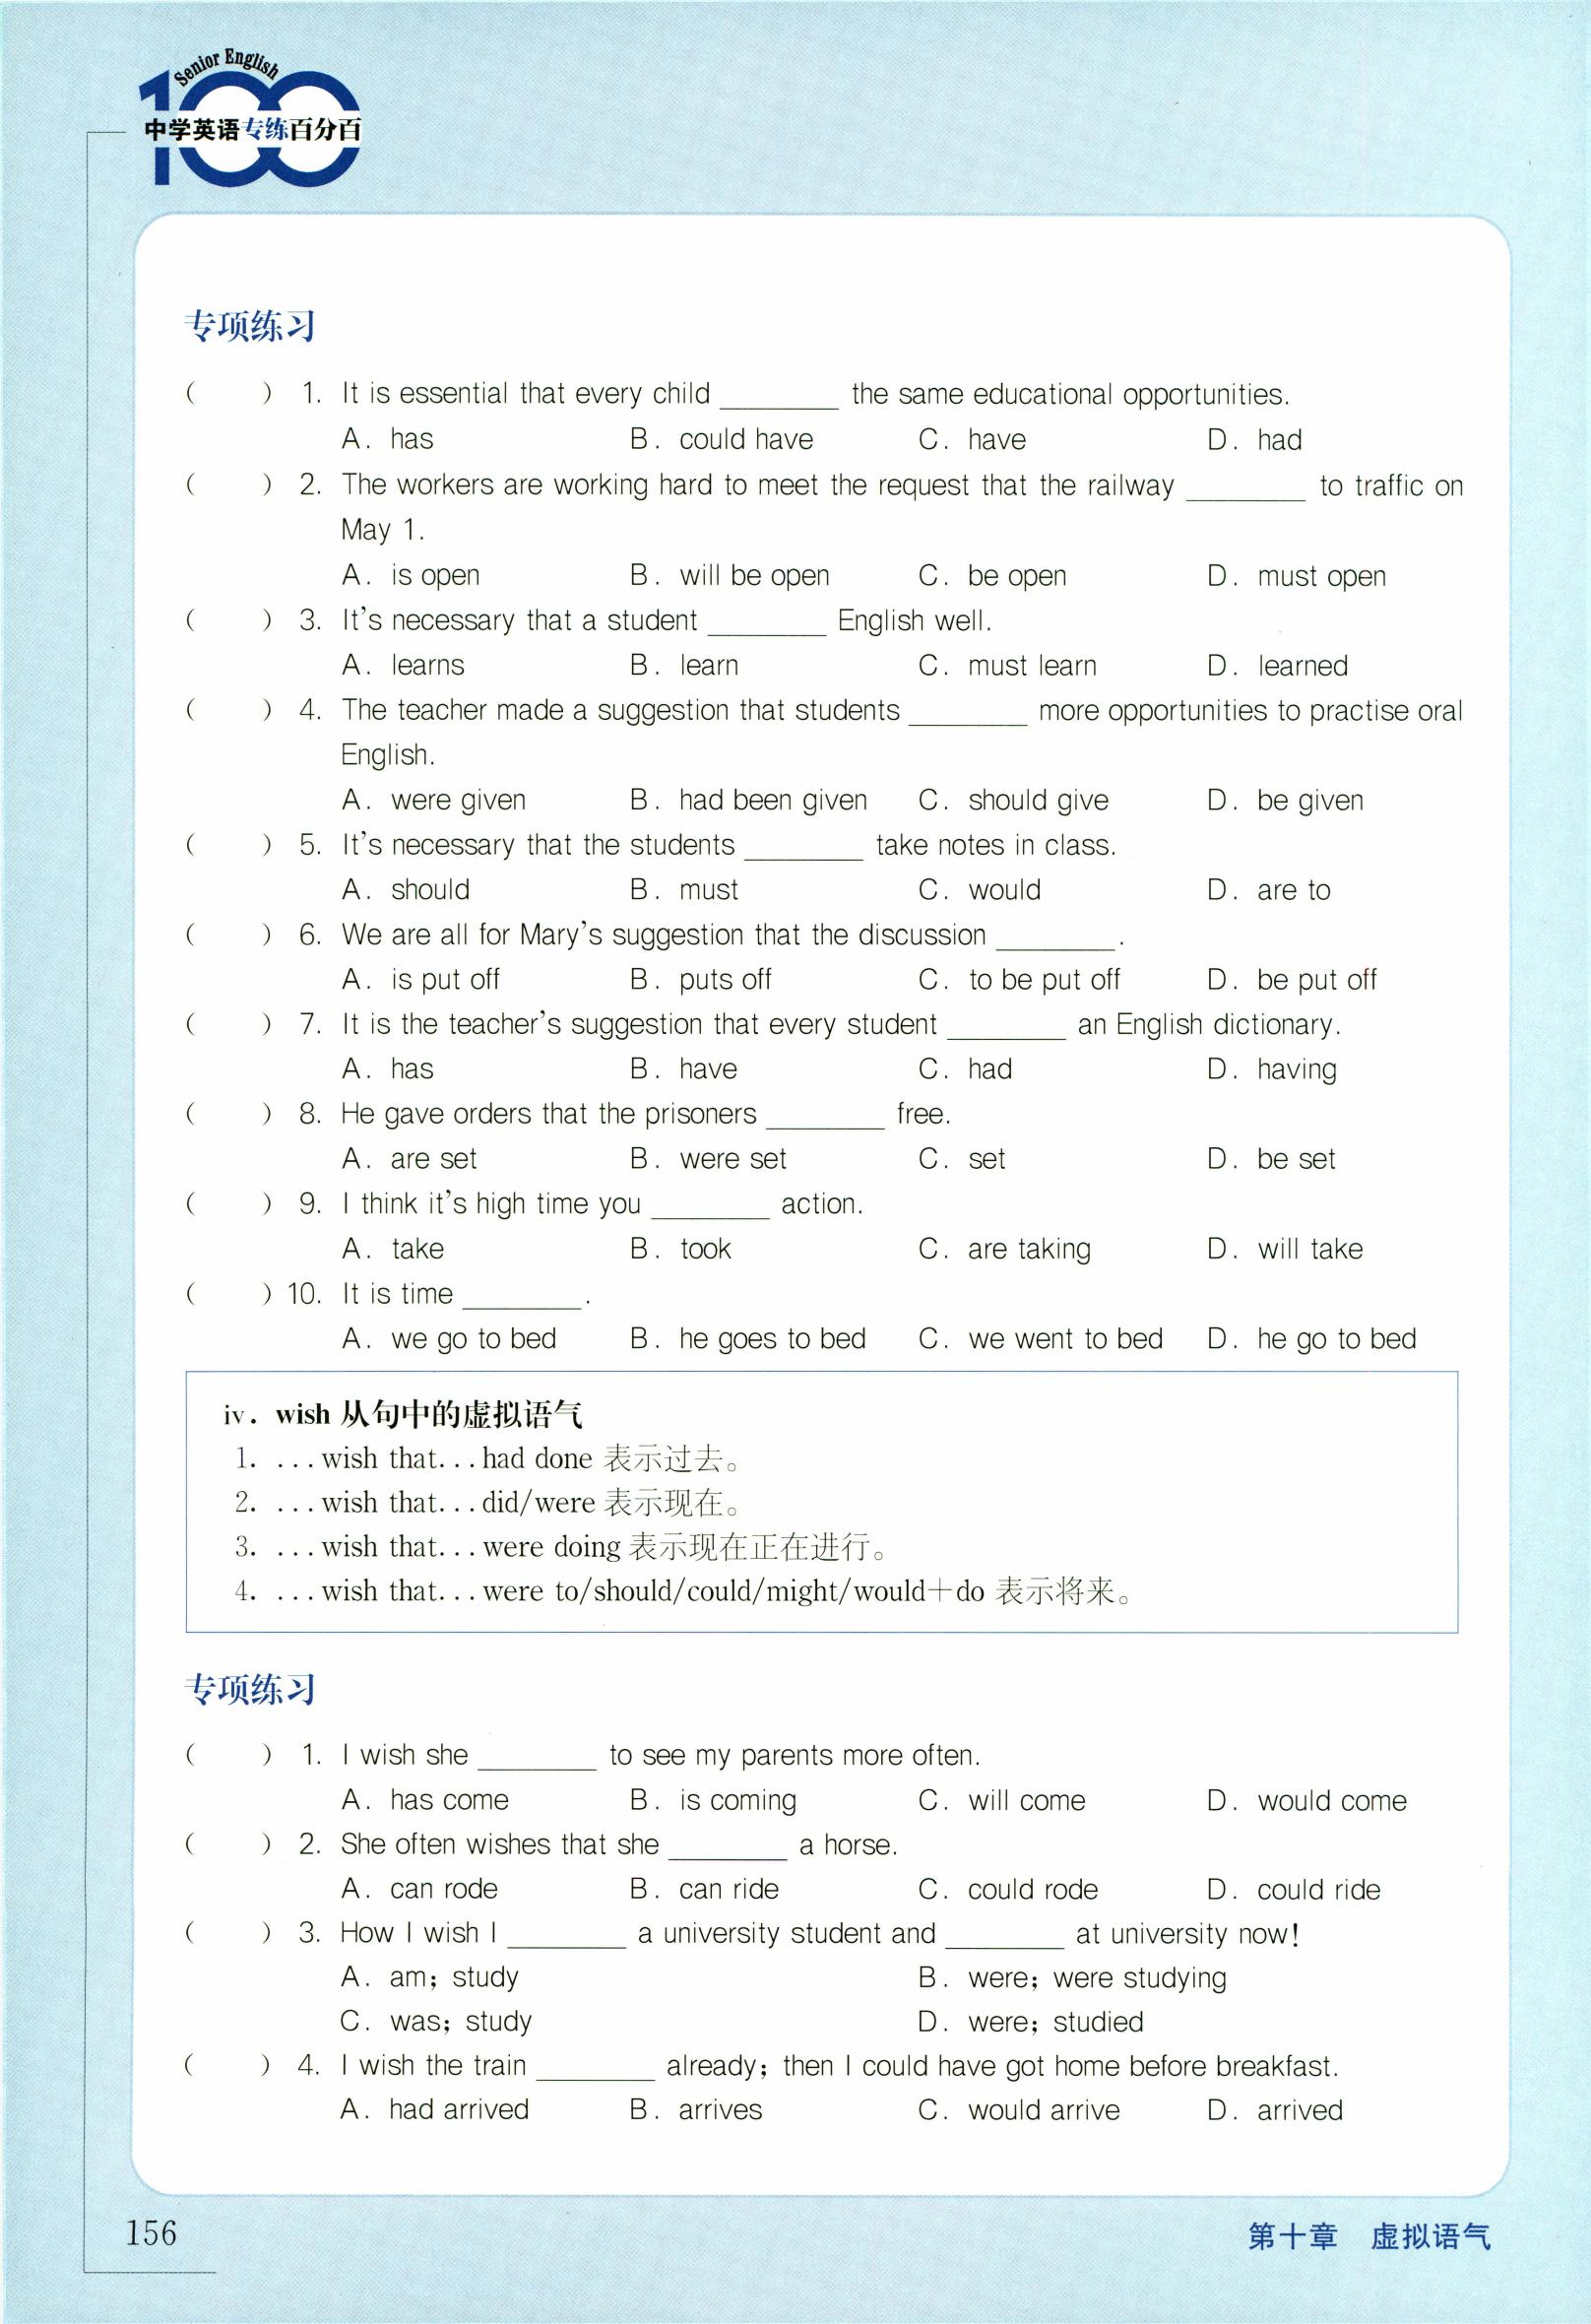 Senior English
100
中学英语专练百分百
专项练习
(  ) 1. It is essential that every child ________ the same educational opportunities.
A. has B. could have C. have D. had
(  ) 2. The workers are working hard to meet the request that the railway ________ to traffic on
May 1.
A. is open B. will be open C. be open D. must open
(  ) 3. It's necessary that a student ________ English well.
A. learns B. learn C. must learn D. learned
(  ) 4. The teacher made a suggestion that students ________ more opportunities to practise oral
English.
A. were given B. had been given C. should give D. be given
(  ) 5. It's necessary that the students ________ take notes in class.
A. should B. must C. would D. are to
(  ) 6. We are all for Mary's suggestion that the discussion ________.
A. is put off B. puts off C. to be put off D. be put off
(  ) 7. It is the teacher's suggestion that every student ________ an English dictionary.
A. has B. have C. had D. having
(  ) 8. He gave orders that the prisoners ________ free.
A. are set B. were set C. set D. be set
(  ) 9. I think it's high time you ________ action.
A. take B. took C. are taking D. will take
(  ) 10. It is time ________.
A. we go to bed B. he goes to bed C. we went to bed D. he go to bed
iv. wish 从句中的虚拟语气
1. ...wish that...had done 表示过去。
2. ...wish that...did/were 表示现在。
3. ...wish that...were doing 表示现在正在进行。
4. ...wish that...were to/should/could/might/would+do 表示将来。
专项练习
(  ) 1. I wish she ________ to see my parents more often.
A. has come B. is coming C. will come D. would come
(  ) 2. She often wishes that she ________ a horse.
A. can rode B. can ride C. could rode D. could ride
(  ) 3. How I wish I ________ a university student and ________ at university now!
A. am; study B. were; were studying
C. was; study D. were; studied
(  ) 4. I wish the train ________ already; then I could have got home before breakfast.
A. had arrived B. arrives C. would arrive D. arrived
156
第十章 虚拟语气